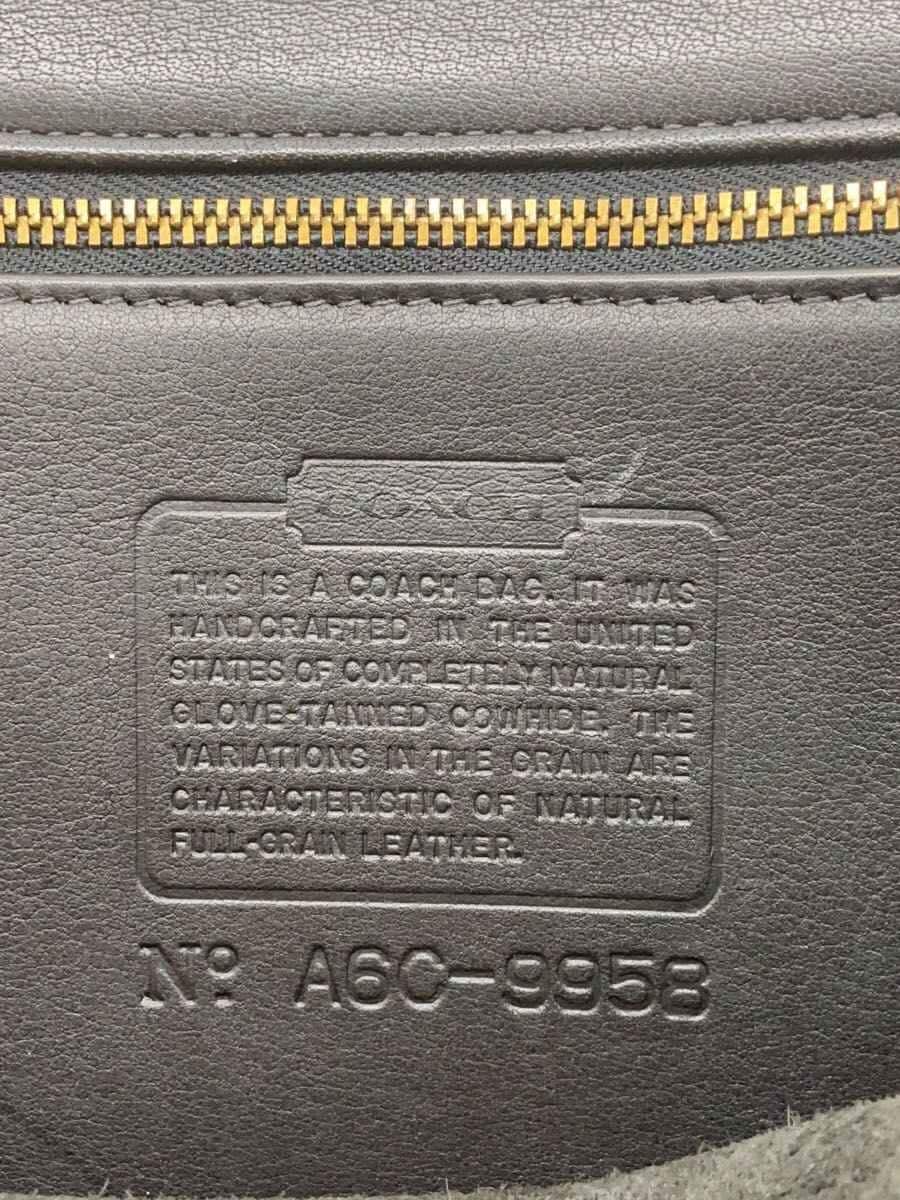 COACH
THIS IS A COACH BAG. IT WAS
HANDCRAFTED IN THE UNITED
STATES OF COMPLETELY NATURAL
GLOVE-TANNED COWHIDE. THE
VARIATIONS IN THE GRAIN ARE
CHARACTERISTIC OF NATURAL
FULL-GRAIN LEATHER.
Nº A6C-9958